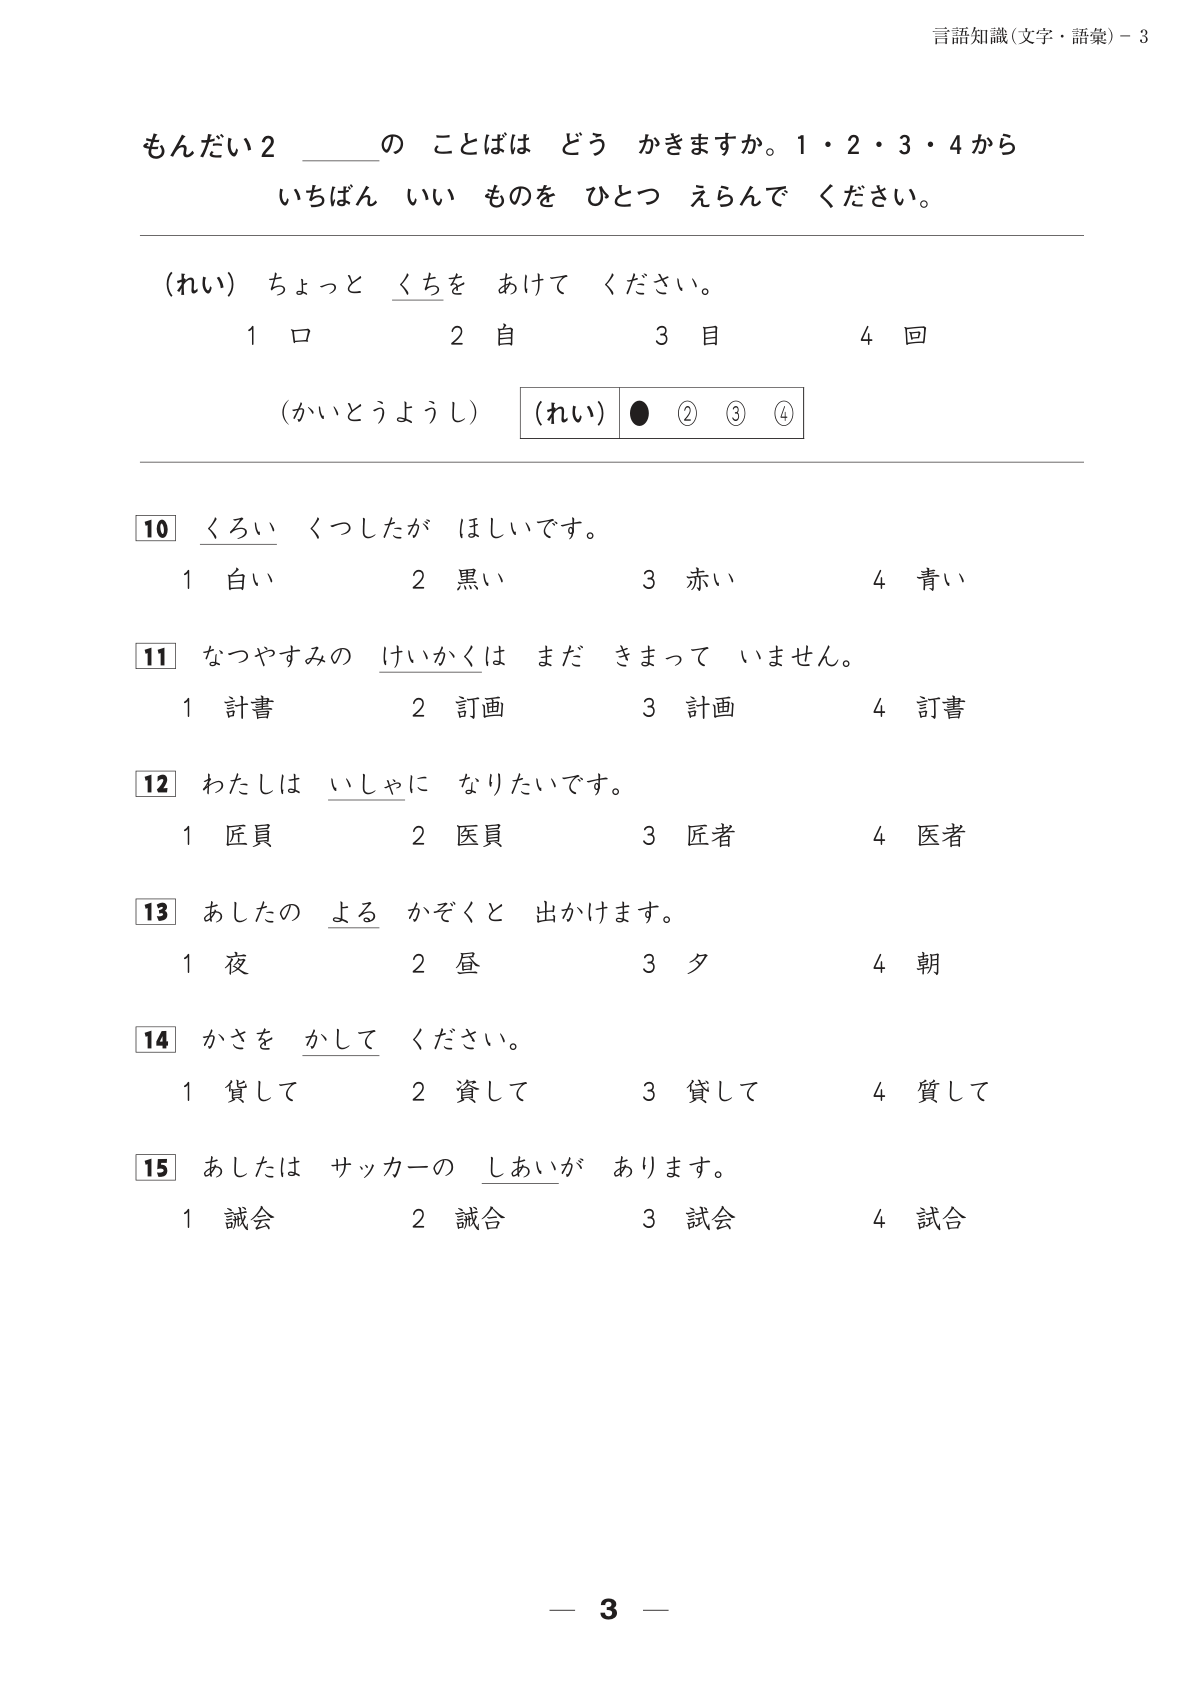 言語知識(文字・語彙)− 3
もんだい2　＿＿＿の　ことばは　どう　かきますか。1・2・3・4から
いちばん　いい　ものを　ひとつ　えらんで　ください。
(れい)　ちょっと　くちを　あけて　ください。
1　口　2　自　3　目　4　回
(かいとうようし)　(れい)　●　②　③　④
10　くろい　くつしたが　ほしいです。
1　白い　2　黒い　3　赤い　4　青い
11　なつやすみの　けいかくは　まだ　きまって　いません。
1　計書　2　訂画　3　計画　4　訂書
12　わたしは　いしゃに　なりたいです。
1　匠員　2　医員　3　匠者　4　医者
13　あしたの　よる　かぞくと　出かけます。
1　夜　2　昼　3　夕　4　朝
14　かさを　かして　ください。
1　貨して　2　資して　3　貸して　4　質して
15　あしたは　サッカーの　しあいが　あります。
1　誡会　2　誡合　3　試会　4　試合
— 3 —